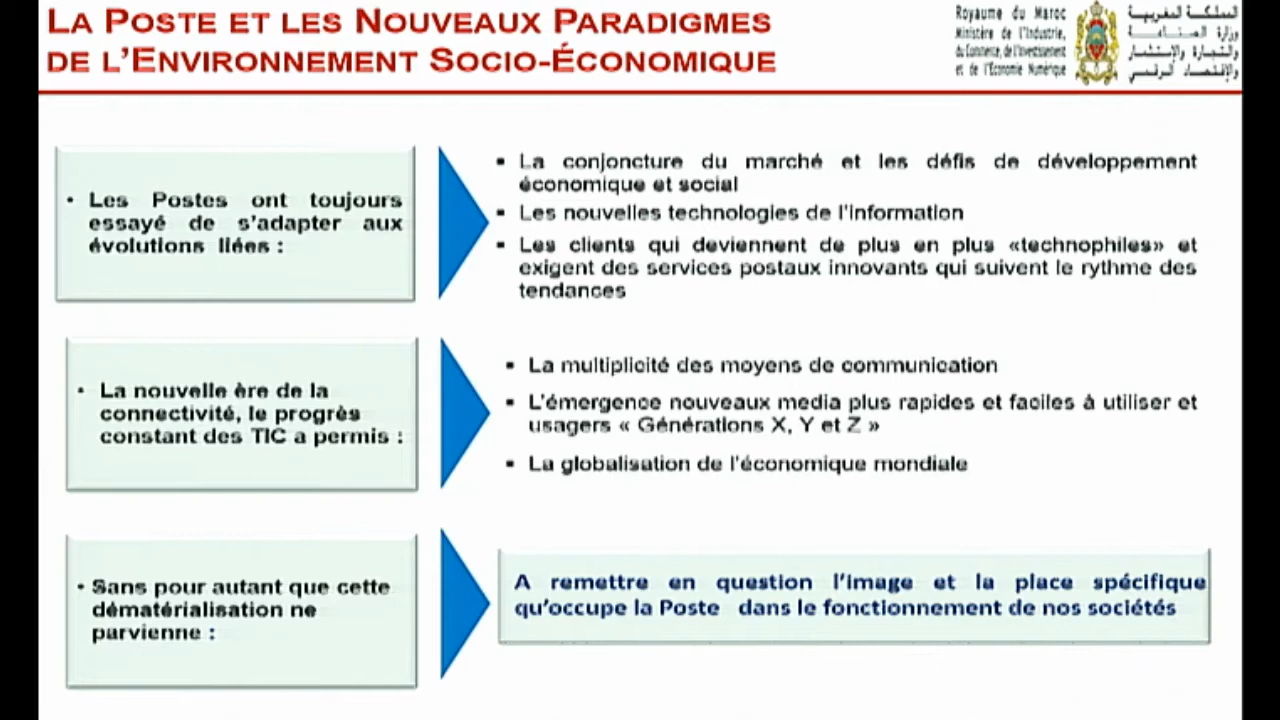 LA POSTE ET LES NOUVEAUX PARADIGMES
DE L'ENVIRONNEMENT SOCIO-ÉCONOMIQUE
Royaume du Maroc
Ministère de l'Industrie,
du Commerce, de l'Investissement
et de l'Économie Numérique
المملكة المغربية
وزارة الصناعة
والتجارة والإستثمار
والإقتصاد الرقمي
• Les Postes ont toujours
essayé de s'adapter aux
évolutions liées :
▪ La conjoncture du marché et les défis de développement
économique et social
▪ Les nouvelles technologies de l'information
▪ Les clients qui deviennent de plus en plus «technophiles» et
exigent des services postaux innovants qui suivent le rythme des
tendances
• La nouvelle ère de la
connectivité, le progrès
constant des TIC a permis :
▪ La multiplicité des moyens de communication
▪ L'émergence nouveaux media plus rapides et faciles à utiliser et
usagers « Générations X, Y et Z »
▪ La globalisation de l'économique mondiale
• Sans pour autant que cette
dématérialisation ne
parvienne :
A remettre en question l'image et la place spécifique
qu'occupe la Poste dans le fonctionnement de nos sociétés